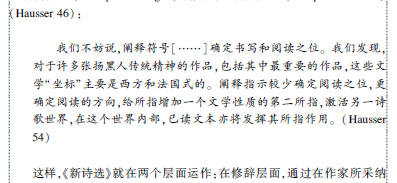 (Hausser 46)：
我们不妨说，阐释符号[……]确定书写和阅读之位。我们发现，
对于许多张扬黑人传统精神的作品，包括其中最重要的作品，这些文
学“坐标”主要是西方和法国式的。阐释指示较少确定阅读之位，更
确定阅读的方向，给所指增加一个文学性质的第二所指，激活另一诗
歌世界，在这个世界内部，已读文本亦将发挥其所指作用。(Hausser
54)
这样，《新诗选》就在两个层面运作：在修辞层面，通过在作家所采纳